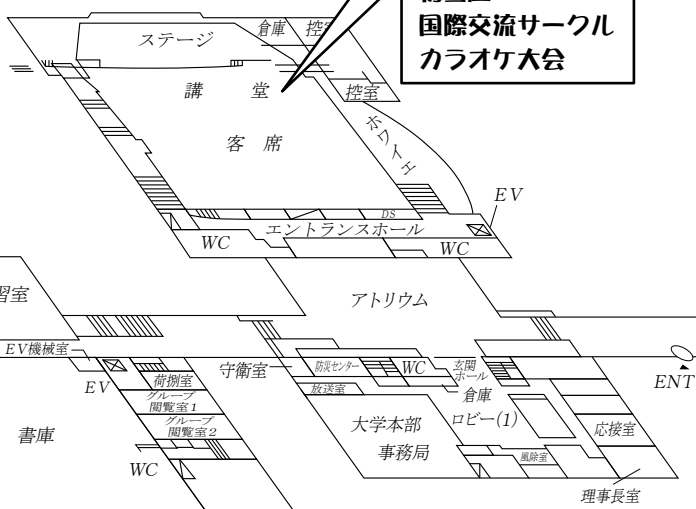 国際交流サークル
カラオケ大会
ステージ
倉庫
控室
講堂
控室
客席
ホワイエ
DS
EV
エントランスホール
WC
WC
アトリウム
習室
EV機械室
EV
荷捌室
グループ
閲覧室1
グループ
閲覧室2
書庫
WC
守衛室
防災センター
WC
玄関
ホール
放送室
倉庫
ENT
大学本部
事務局
ロビー(1)
応接室
風除室
理事長室